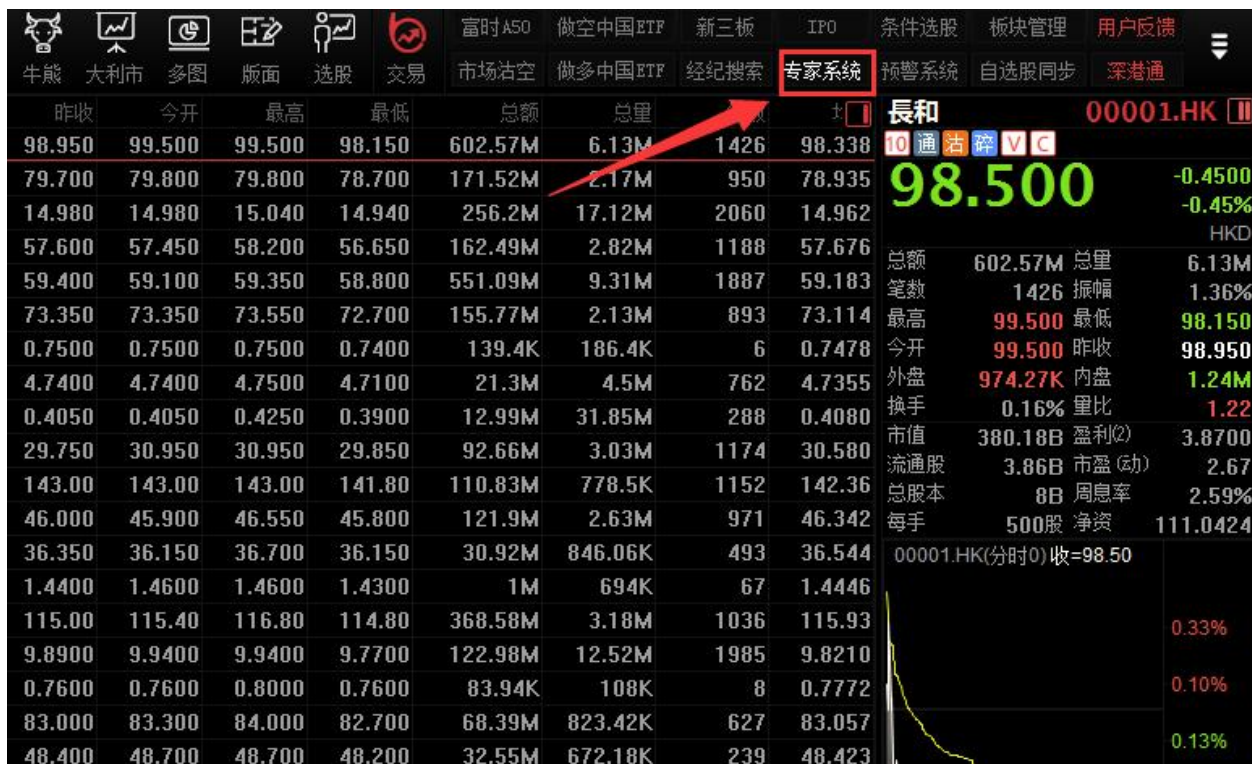 富时A50 做空中国ETF 新三板 IPO 条件选股 板块管理 用户反馈
牛熊 大利市 多图 版面 选股 交易 市场沽空 做多中国ETF 经纪搜索 专家系统 预警系统 自选股同步 深港通
昨收 今开 最高 最低 总额 总量
98.950 99.500 99.500 98.150 602.57M 6.13M 1426 98.338
79.700 79.800 79.800 78.700 171.52M 2.17M 950 78.935
14.980 14.980 15.040 14.940 256.2M 17.12M 2060 14.962
57.600 57.450 58.200 56.650 162.49M 2.82M 1188 57.676
59.400 59.100 59.350 58.800 551.09M 9.31M 1887 59.183
73.350 73.350 73.550 72.700 155.77M 2.13M 893 73.114
0.7500 0.7500 0.7500 0.7400 139.4K 186.4K 6 0.7478
4.7400 4.7400 4.7500 4.7100 21.3M 4.5M 762 4.7355
0.4050 0.4050 0.4250 0.3900 12.99M 31.85M 288 0.4080
29.750 30.950 30.950 29.850 92.66M 3.03M 1174 30.580
143.00 143.00 143.00 141.80 110.83M 778.5K 1152 142.36
46.000 45.900 46.550 45.800 121.9M 2.63M 971 46.342
36.350 36.150 36.700 36.150 30.92M 846.06K 493 36.544
1.4400 1.4600 1.4600 1.4300 1M 694K 67 1.4446
115.00 115.40 116.80 114.80 368.58M 3.18M 1036 115.93
9.8900 9.9400 9.9400 9.7700 122.98M 12.52M 1985 9.8210
0.7600 0.7600 0.8000 0.7600 83.94K 108K 8 0.7772
83.000 83.300 84.000 82.700 68.39M 823.42K 627 83.057
48.400 48.700 48.700 48.200 32.55M 672.18K 239 48.423
長和 00001.HK
10 通 沽 碎 V C
98.500 -0.4500
-0.45%
HKD
总额 602.57M 总量 6.13M
笔数 1426 振幅 1.36%
最高 99.500 最低 98.150
今开 99.500 昨收 98.950
外盘 974.27K 内盘 1.24M
换手 0.16% 量比 1.22
市值 380.18B 盈利(2) 3.8700
流通股 3.86B 市盈(动) 2.67
总股本 8B 周息率 2.59%
每手 500股 净资 111.0424
00001.HK(分时0) 收=98.50
0.33%
0.10%
0.13%